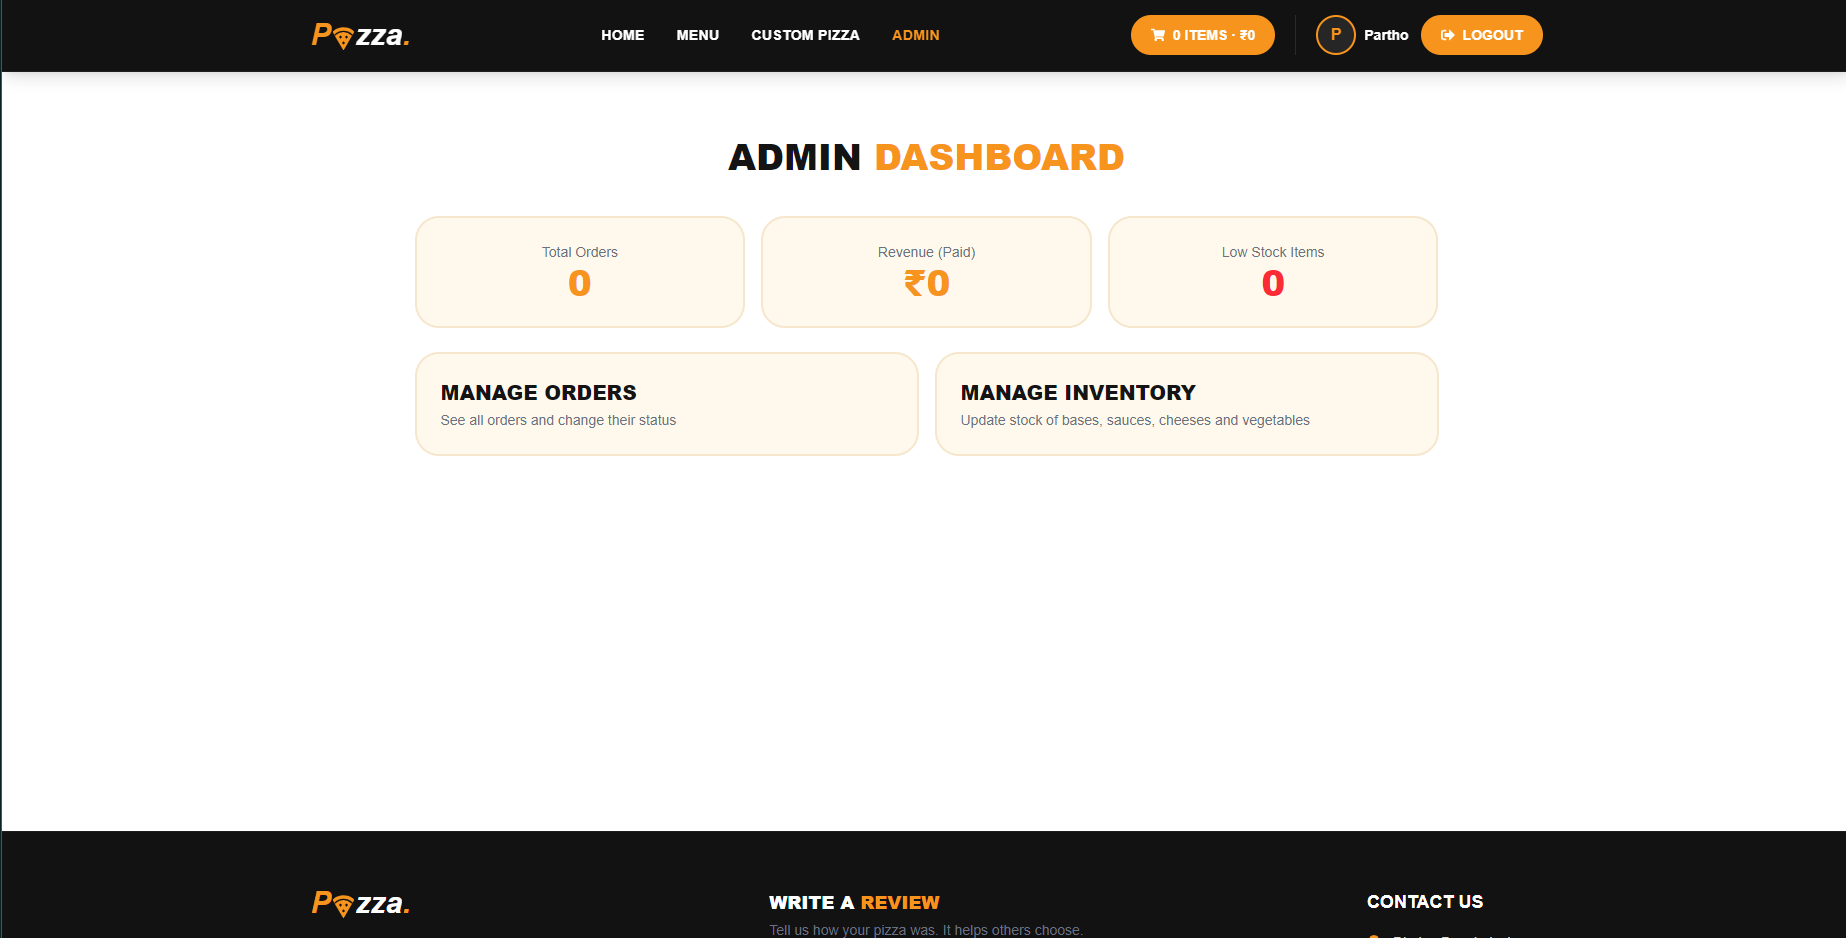 Pizza.
HOME
MENU
CUSTOM PIZZA
ADMIN
0 ITEMS · ₹0
P
Partho
LOGOUT
ADMIN DASHBOARD
Total Orders
0
Revenue (Paid)
₹0
Low Stock Items
0
MANAGE ORDERS
See all orders and change their status
MANAGE INVENTORY
Update stock of bases, sauces, cheeses and vegetables
Pizza.
WRITE A REVIEW
Tell us how your pizza was. It helps others choose.
CONTACT US